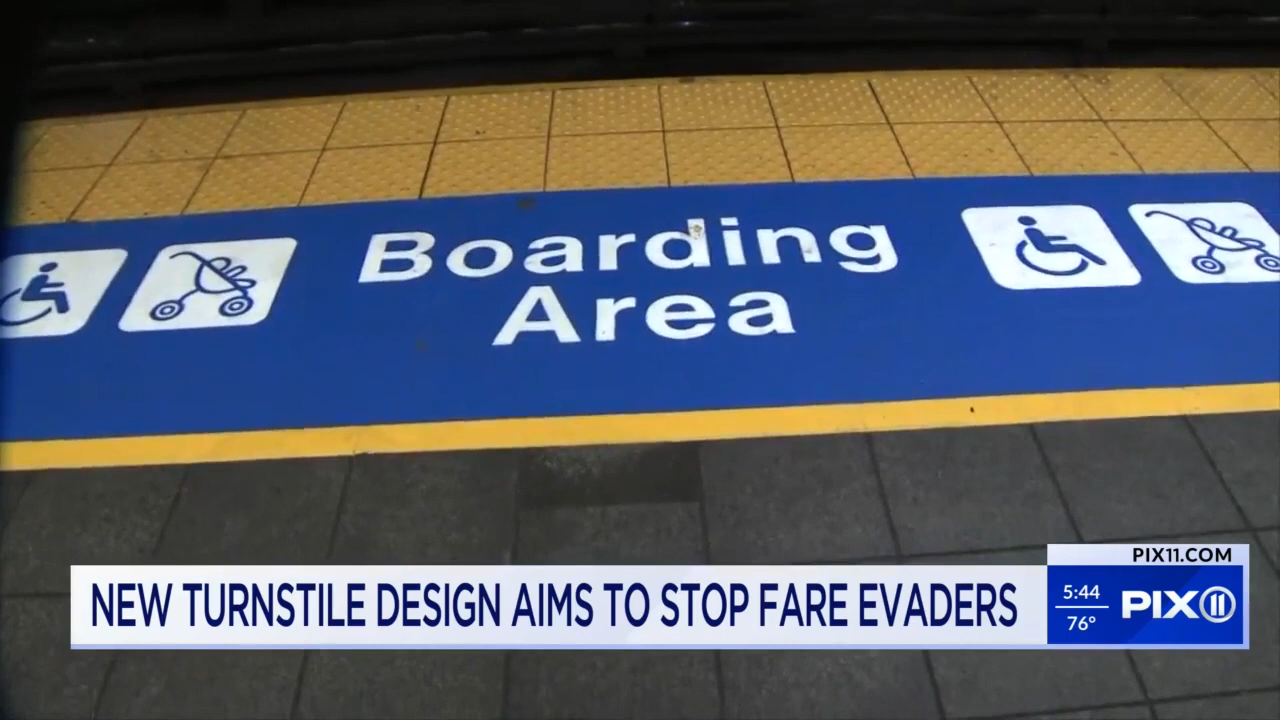 Boarding
Area
PIX11.COM
NEW TURNSTILE DESIGN AIMS TO STOP FARE EVADERS
5:44
76°
PIX11